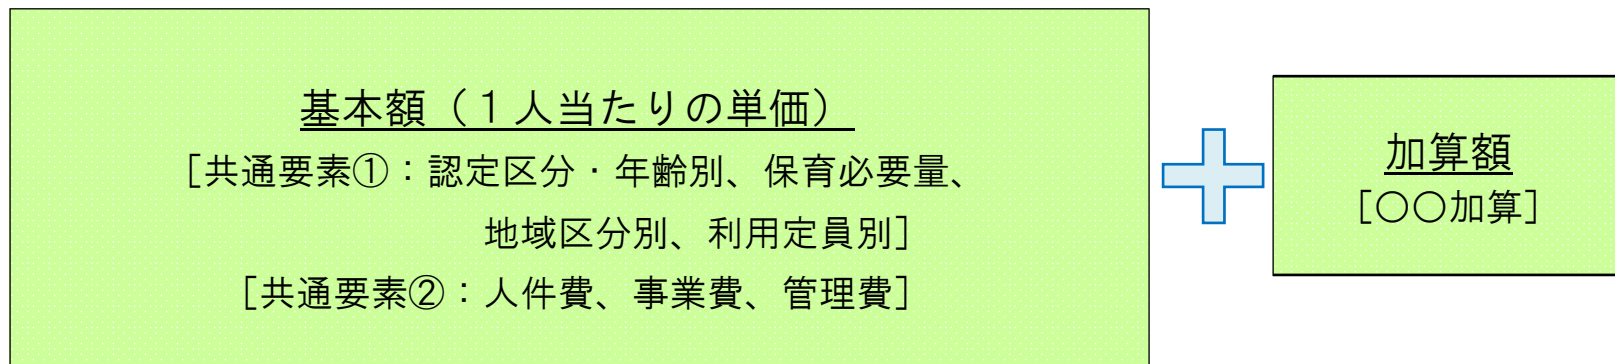 基本額（１人当たりの単価）
［共通要素①：認定区分・年齢別、保育必要量、
地域区分別、利用定員別］
［共通要素②：人件費、事業費、管理費］
加算額
［○○加算］